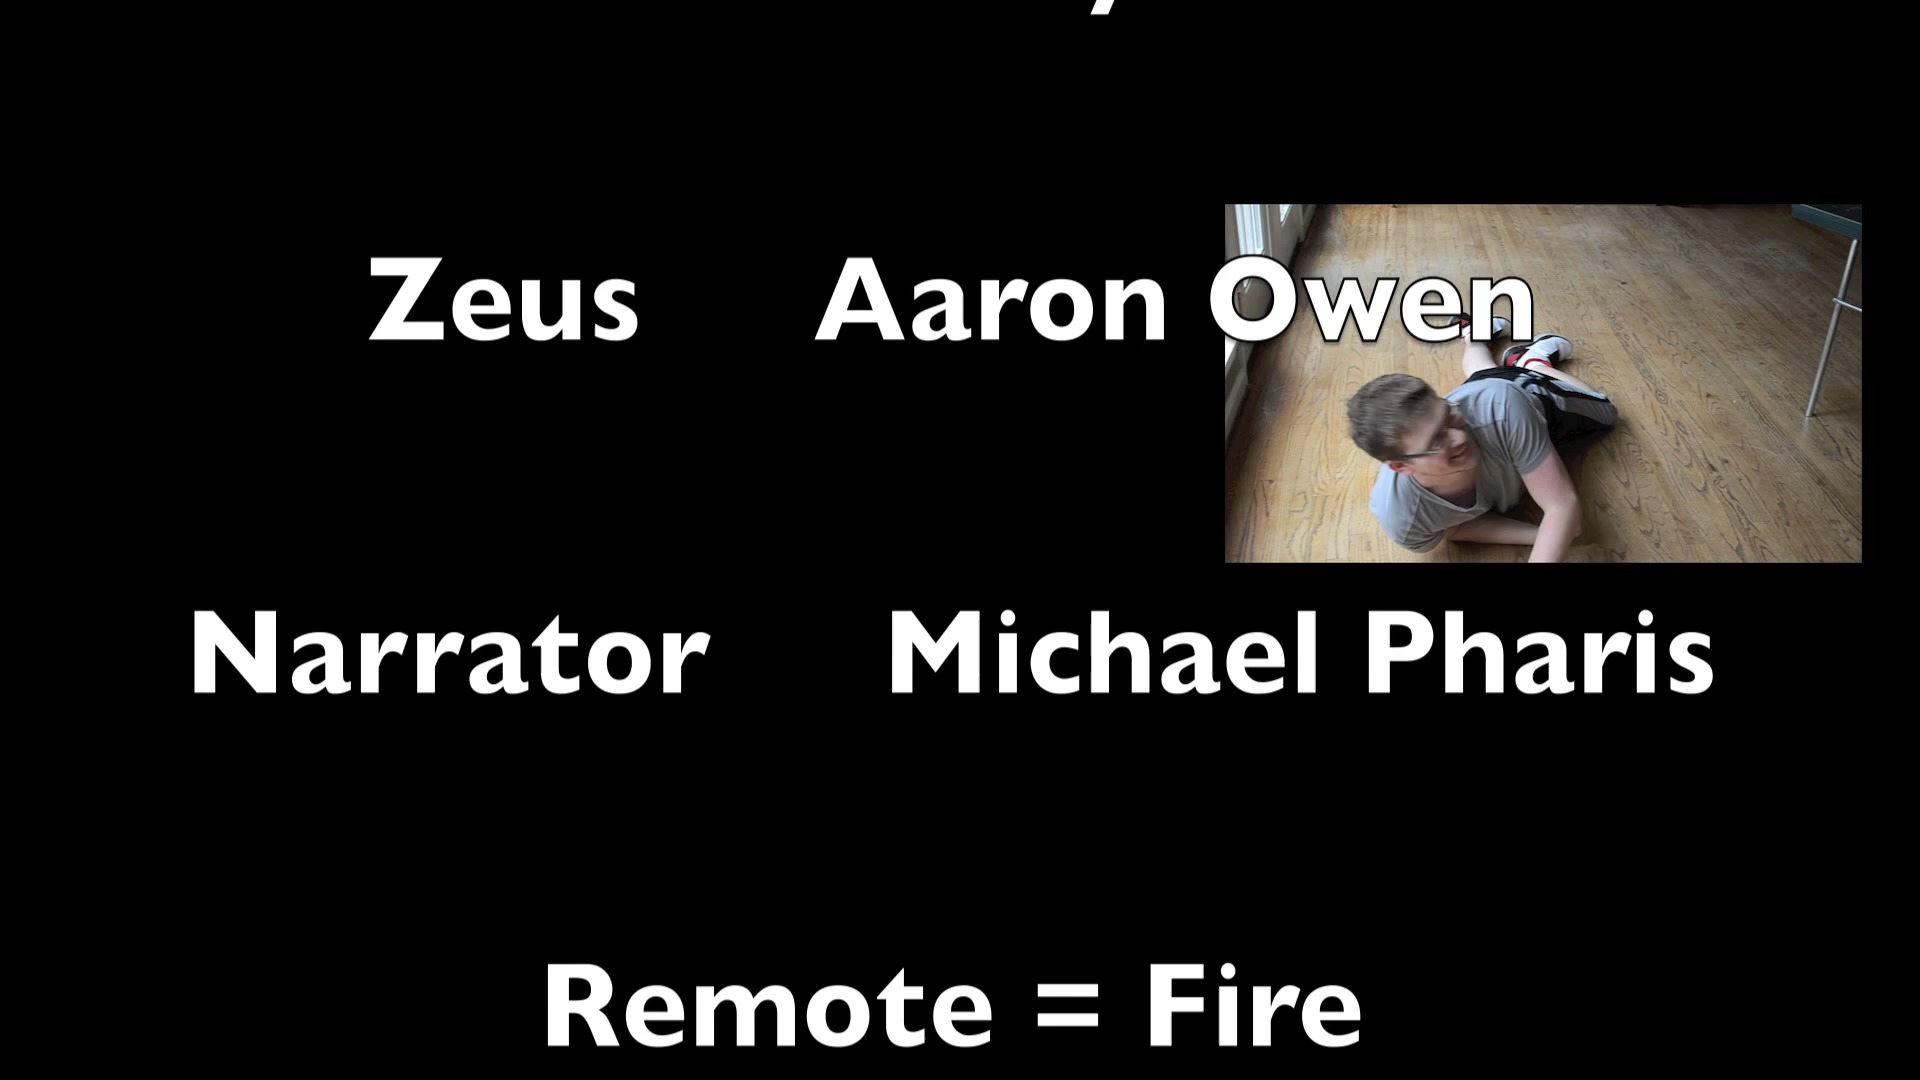 Zeus Aaron Owen
Narrator Michael Pharis
Remote = Fire